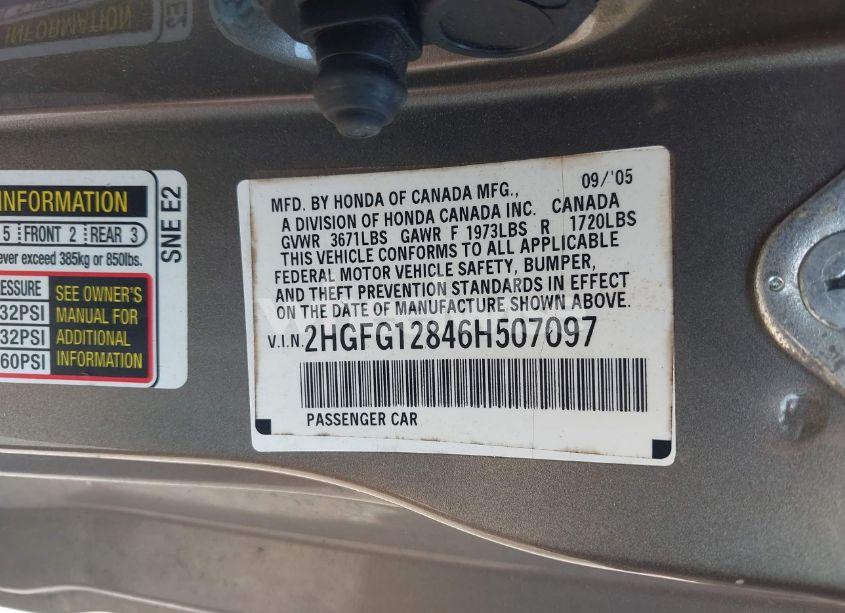 INFORMATION
INFORMATION
5 FRONT 2 REAR 3
ever exceed 385kg or 850lbs.
SNE E2
ESSURE
32PSI
32PSI
60PSI
SEE OWNER'S
MANUAL FOR
ADDITIONAL
INFORMATION
MFD. BY HONDA OF CANADA MFG., 09/'05
A DIVISION OF HONDA CANADA INC. CANADA
GVWR 3671LBS GAWR F 1973LBS R 1720LBS
THIS VEHICLE CONFORMS TO ALL APPLICABLE
FEDERAL MOTOR VEHICLE SAFETY, BUMPER,
AND THEFT PREVENTION STANDARDS IN EFFECT
ON THE DATE OF MANUFACTURE SHOWN ABOVE.
V.I.N. 2HGFG12846H507097
PASSENGER CAR